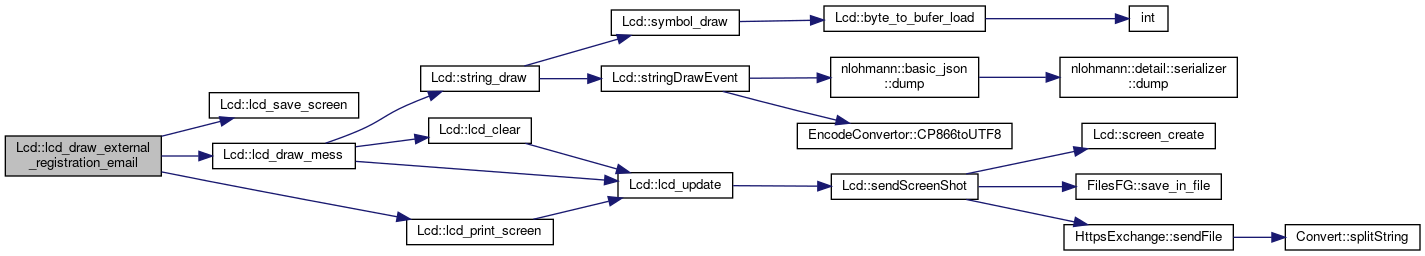 Lcd::lcd_draw_external
_registration_email
Lcd::lcd_save_screen
Lcd::lcd_draw_mess
Lcd::lcd_print_screen
Lcd::string_draw
Lcd::lcd_clear
Lcd::symbol_draw
Lcd::stringDrawEvent
Lcd::lcd_update
Lcd::byte_to_bufer_load
nlohmann::basic_json
::dump
EncodeConvertor::CP866toUTF8
Lcd::sendScreenShot
int
nlohmann::detail::serializer
::dump
Lcd::screen_create
FilesFG::save_in_file
HttpsExchange::sendFile
Convert::splitString